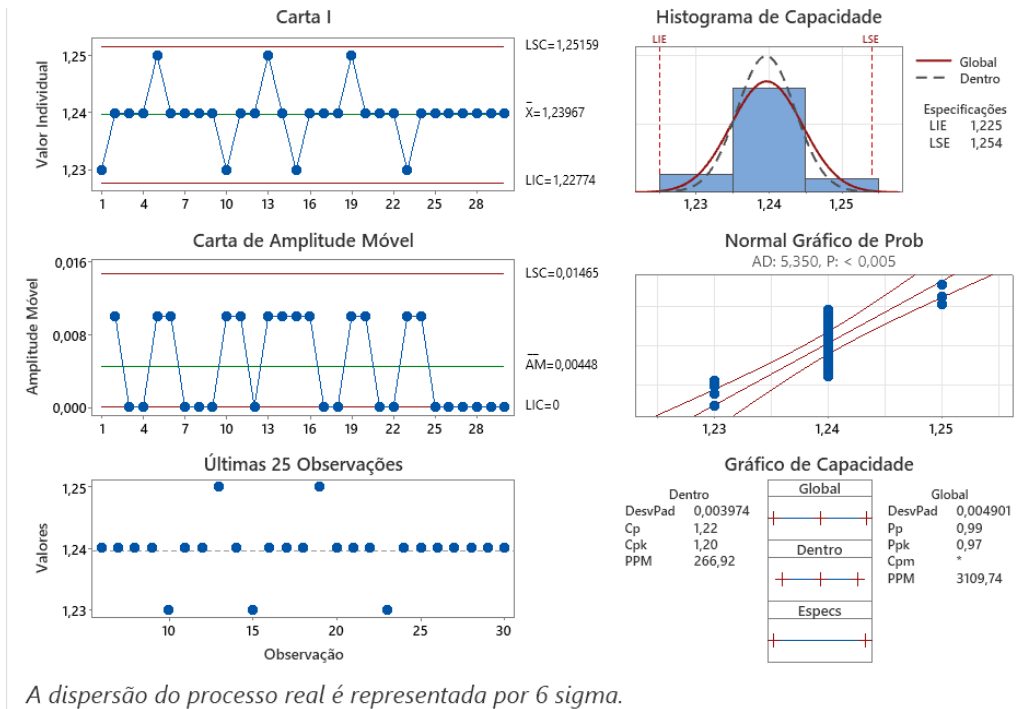 Carta I
Valor Individual
1,25
1,24
1,23
1 4 7 10 13 16 19 22 25 28
LSC=1,25159
X̄=1,23967
LIC=1,22774
Histograma de Capacidade
LIE
LSE
1,23 1,24 1,25
Global
Dentro
Especificações
LIE 1,225
LSE 1,254
Carta de Amplitude Móvel
Amplitude Móvel
0,016
0,008
0,000
1 4 7 10 13 16 19 22 25 28
LSC=0,01465
A̅M̅=0,00448
LIC=0
Normal Gráfico de Prob
AD: 5,350, P: < 0,005
1,23 1,24 1,25
Últimas 25 Observações
Valores
1,25
1,24
1,23
10 15 20 25 30
Observação
Gráfico de Capacidade
Dentro
DesvPad 0,003974
Cp 1,22
Cpk 1,20
PPM 266,92
Global
Dentro
Especs
Global
DesvPad 0,004901
Pp 0,99
Ppk 0,97
Cpm *
PPM 3109,74
A dispersão do processo real é representada por 6 sigma.